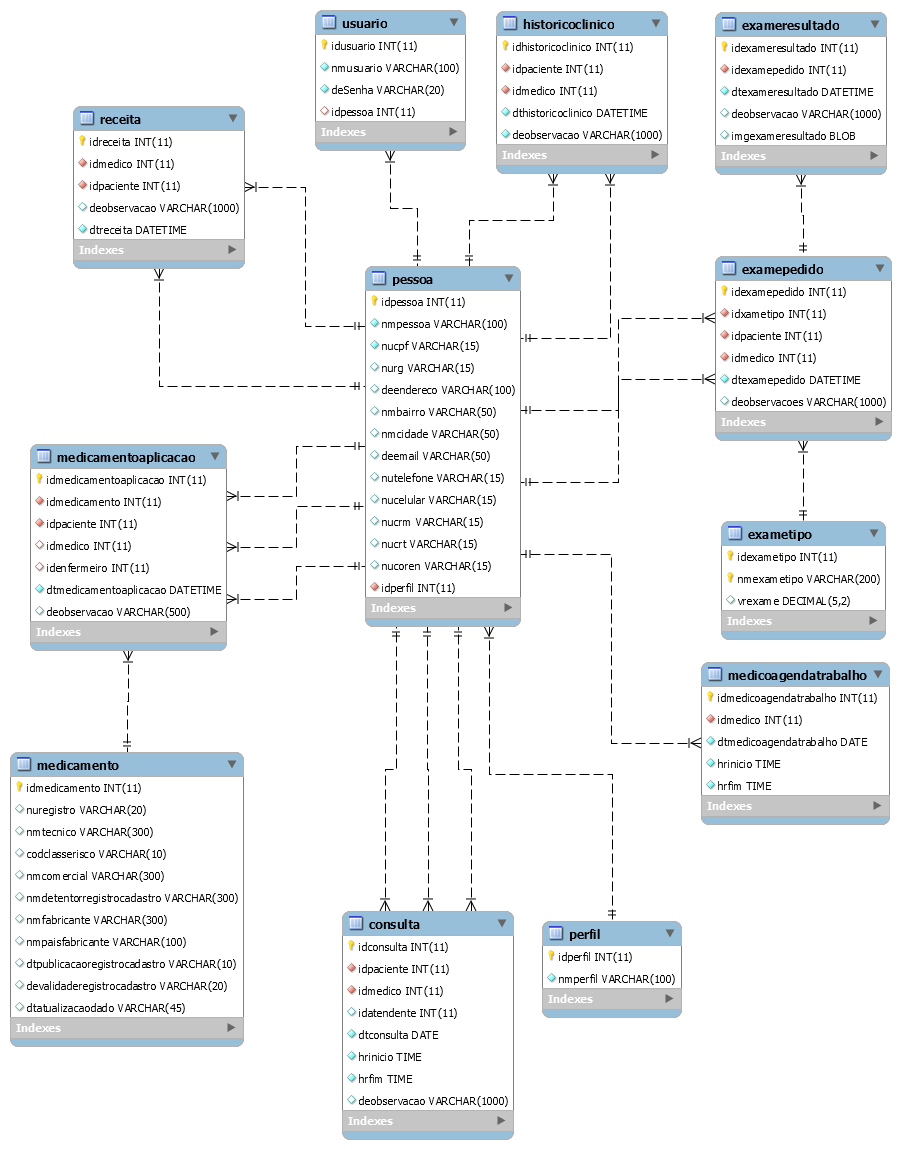 usuario
idusuario INT(11)
nmusuario VARCHAR(100)
deSenha VARCHAR(20)
idpessoa INT(11)
Indexes
historicoclinico
idhistoricoclinico INT(11)
idpaciente INT(11)
idmedico INT(11)
dthistoricoclinico DATETIME
deobservacao VARCHAR(1000)
Indexes
exameresultado
idexameresultado INT(11)
idexamepedido INT(11)
dtexameresultado DATETIME
deobservacao VARCHAR(1000)
imgexameresultado BLOB
Indexes
receita
idreceita INT(11)
idmedico INT(11)
idpaciente INT(11)
deobservacao VARCHAR(1000)
dtreceita DATETIME
Indexes
pessoa
idpessoa INT(11)
nmpessoa VARCHAR(100)
nucpf VARCHAR(15)
nurg VARCHAR(15)
deendereco VARCHAR(100)
nmbairro VARCHAR(50)
nmcidade VARCHAR(50)
deemail VARCHAR(50)
nutelefone VARCHAR(15)
nucelular VARCHAR(15)
nucrm VARCHAR(15)
nucrt VARCHAR(15)
nucoren VARCHAR(15)
idperfil INT(11)
Indexes
examepedido
idexamepedido INT(11)
idxametipo INT(11)
idpaciente INT(11)
idmedico INT(11)
dtexamepedido DATETIME
deobservacoes VARCHAR(1000)
Indexes
medicamentoaplicacao
idmedicamentoaplicacao INT(11)
idmedicamento INT(11)
idpaciente INT(11)
idmedico INT(11)
idenfermeiro INT(11)
dtmedicamentoaplicacao DATETIME
deobservacao VARCHAR(500)
Indexes
exametipo
idexametipo INT(11)
nmexametipo VARCHAR(200)
vrexame DECIMAL(5,2)
Indexes
medicoagendatrabalho
idmedicoagendatrabalho INT(11)
idmedico INT(11)
dtmedicoagendatrabalho DATE
hrinicio TIME
hrfim TIME
Indexes
medicamento
idmedicamento INT(11)
nuregistro VARCHAR(20)
nmtecnico VARCHAR(300)
codclasserisco VARCHAR(10)
nmcomercial VARCHAR(300)
nmdetentorregistrocadastro VARCHAR(300)
nmfabricante VARCHAR(300)
nmpaisfabricante VARCHAR(100)
dtpublicacaoregistrocadastro VARCHAR(10)
devalidaderegistrocadastro VARCHAR(20)
dtatualizacaodado VARCHAR(45)
Indexes
consulta
idconsulta INT(11)
idpaciente INT(11)
idmedico INT(11)
idatendente INT(11)
dtconsulta DATE
hrinicio TIME
hrfim TIME
deobservacao VARCHAR(1000)
Indexes
perfil
idperfil INT(11)
nmperfil VARCHAR(100)
Indexes